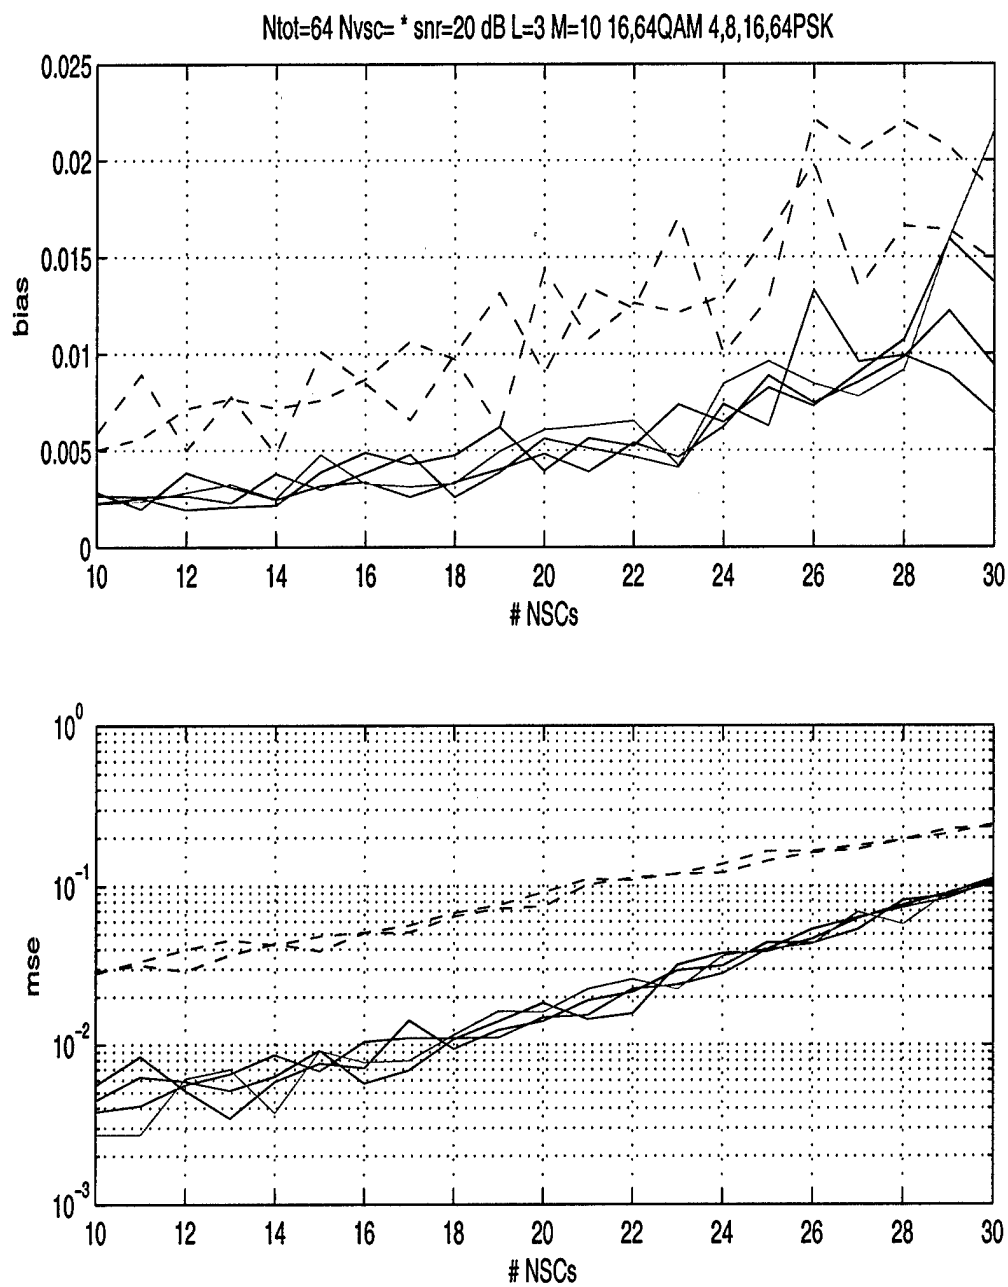 Ntot=64 Nvsc= * snr=20 dB L=3 M=10 16,64QAM 4,8,16,64PSK
0.025
0.02
0.015
0.01
0.005
0
bias
10 12 14 16 18 20 22 24 26 28 30
# NSCs
10^0
10^-1
10^-2
10^-3
mse
10 12 14 16 18 20 22 24 26 28 30
# NSCs